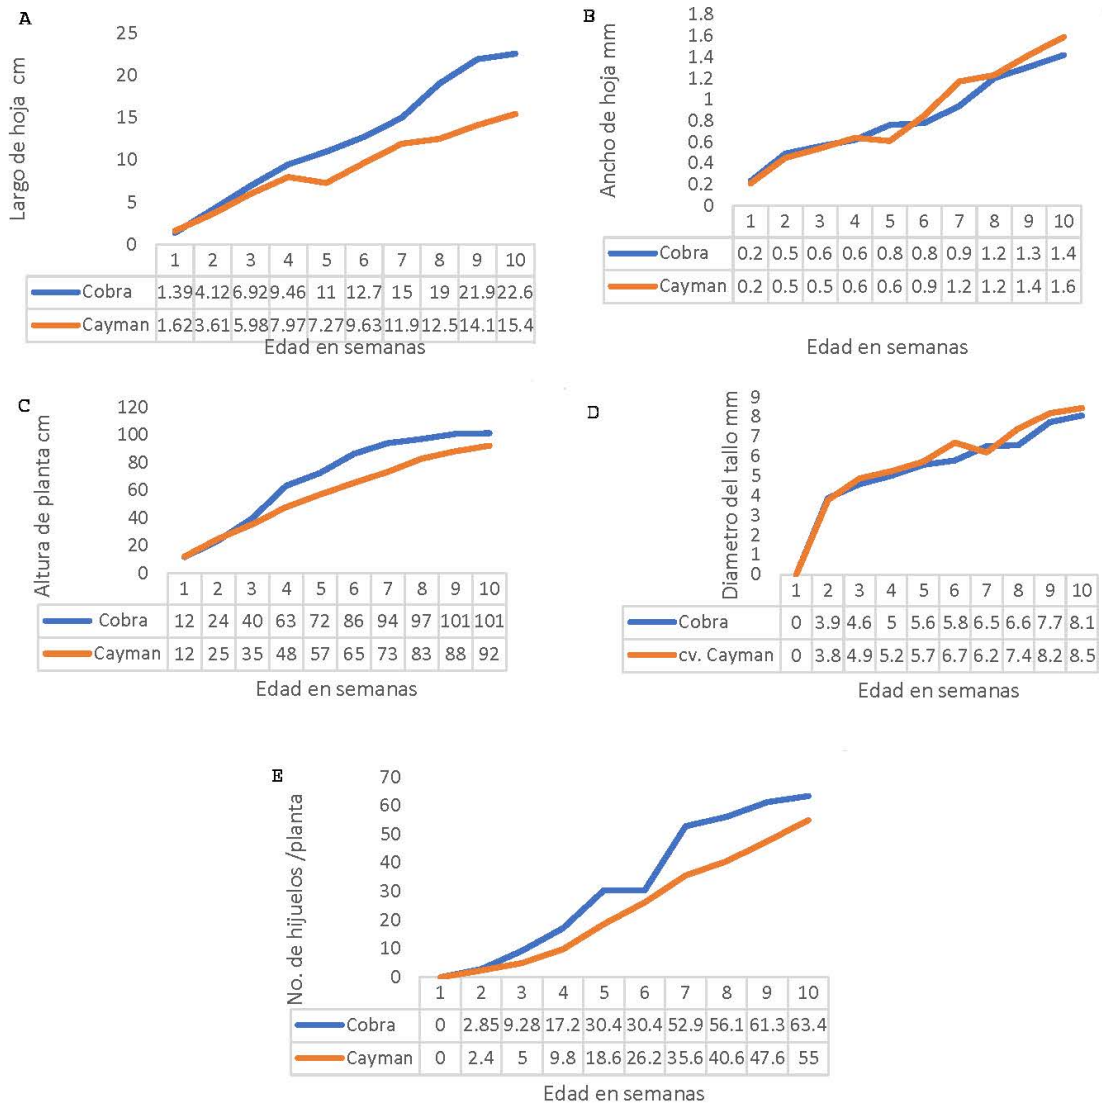 A
Largo de hoja cm
25
20
15
10
5
0
1 2 3 4 5 6 7 8 9 10
Cobra 1.39 4.12 6.92 9.46 11 12.7 15 19 21.9 22.6
Cayman 1.62 3.61 5.98 7.97 7.27 9.63 11.9 12.5 14.1 15.4
Edad en semanas
B
Ancho de hoja mm
1.8
1.6
1.4
1.2
1
0.8
0.6
0.4
0.2
0
1 2 3 4 5 6 7 8 9 10
Cobra 0.2 0.5 0.6 0.6 0.8 0.8 0.9 1.2 1.3 1.4
Cayman 0.2 0.5 0.5 0.6 0.6 0.9 1.2 1.2 1.4 1.6
Edad en semanas
C
Altura de planta cm
120
100
80
60
40
20
0
1 2 3 4 5 6 7 8 9 10
Cobra 12 24 40 63 72 86 94 97 101 101
Cayman 12 25 35 48 57 65 73 83 88 92
Edad en semanas
D
Diametro del tallo mm
9
8
7
6
5
4
3
2
1
0
1 2 3 4 5 6 7 8 9 10
Cobra 0 3.9 4.6 5 5.6 5.8 6.5 6.6 7.7 8.1
cv. Cayman 0 3.8 4.9 5.2 5.7 6.7 6.2 7.4 8.2 8.5
Edad en semanas
E
No. de hijuelos /planta
70
60
50
40
30
20
10
0
1 2 3 4 5 6 7 8 9 10
Cobra 0 2.85 9.28 17.2 30.4 30.4 52.9 56.1 61.3 63.4
Cayman 0 2.4 5 9.8 18.6 26.2 35.6 40.6 47.6 55
Edad en semanas